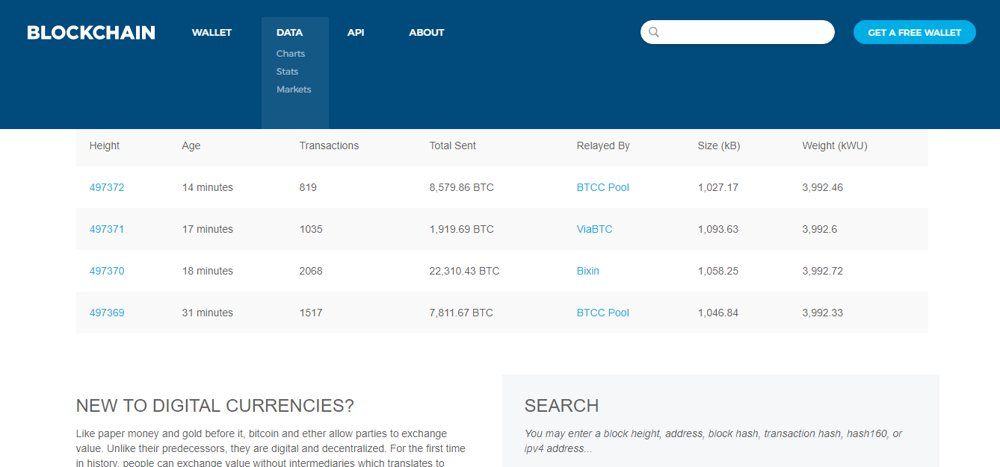 BLOCKCHAIN WALLET DATA API ABOUT GET A FREE WALLET
Charts
Stats
Markets
Height Age Transactions Total Sent Relayed By Size (kB) Weight (kWU)
497372 14 minutes 819 8,579.86 BTC BTCC Pool 1,027.17 3,992.46
497371 17 minutes 1035 1,919.69 BTC ViaBTC 1,093.63 3,992.6
497370 18 minutes 2068 22,310.43 BTC Bixin 1,058.25 3,992.72
497369 31 minutes 1517 7,811.67 BTC BTCC Pool 1,046.84 3,992.33
NEW TO DIGITAL CURRENCIES?
Like paper money and gold before it, bitcoin and ether allow parties to exchange
value. Unlike their predecessors, they are digital and decentralized. For the first time
in history, people can exchange value without intermediaries which translates to
SEARCH
You may enter a block height, address, block hash, transaction hash, hash160, or
ipv4 address...